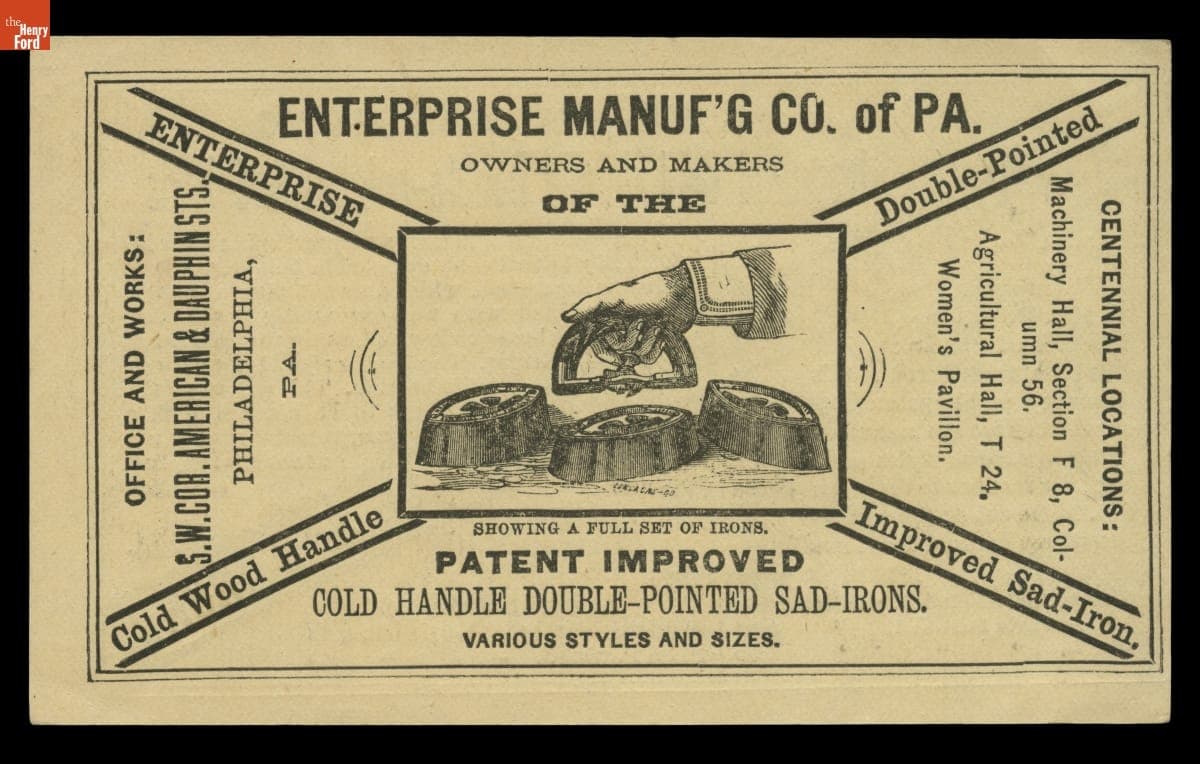 the
Henry
Ford
ENTERPRISE MANUF'G CO. of PA.
OWNERS AND MAKERS
OF THE
ENTERPRISE
Double-Pointed
OFFICE AND WORKS:
S.W. COR. AMERICAN & DAUPHIN STS.
PHILADELPHIA,
PA.
CENTENNIAL LOCATIONS:
Machinery Hall, Section F 8, Col-
umn 56.
Agricultural Hall, T 24.
Women's Pavillon.
Cold Wood Handle
Improved Sad-Iron.
SHOWING A FULL SET OF IRONS.
PATENT IMPROVED
COLD HANDLE DOUBLE-POINTED SAD-IRONS.
VARIOUS STYLES AND SIZES.